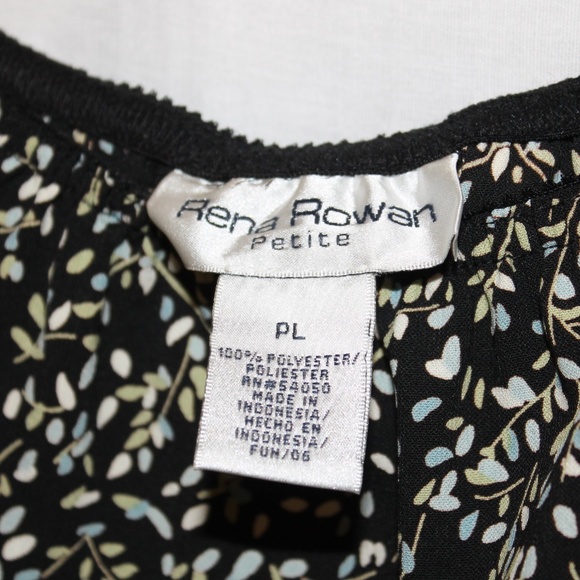 Rena Rowan
Petite
PL
100% POLYESTER/
POLIESTER
RN#54050
MADE IN
INDONESIA/
HECHO EN
INDONESIA/
FUH/06